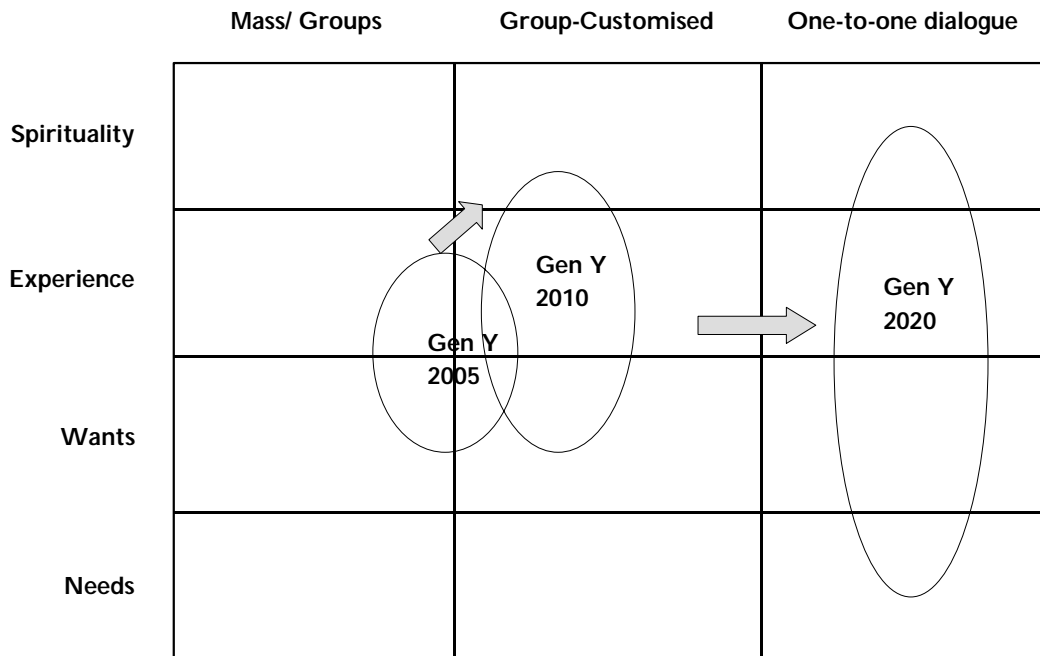 Mass/ Groups
Group-Customised
One-to-one dialogue
Spirituality
Experience
Gen Y
2010
Gen Y
2020
Gen Y
2005
Wants
Needs